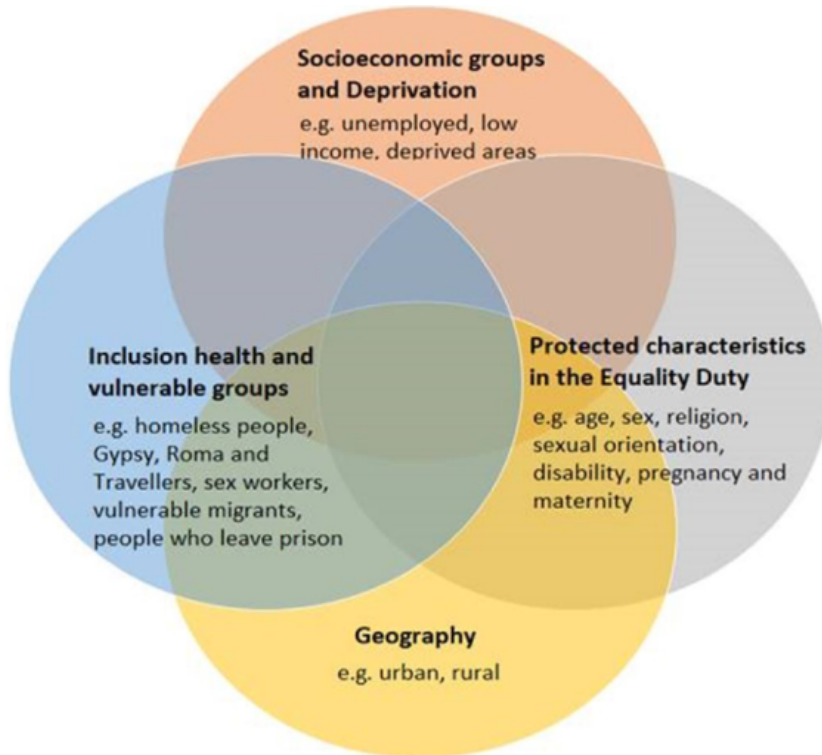 Socioeconomic groups
and Deprivation
e.g. unemployed, low
income, deprived areas
Inclusion health and
vulnerable groups
e.g. homeless people,
Gypsy, Roma and
Travellers, sex workers,
vulnerable migrants,
people who leave prison
Protected characteristics
in the Equality Duty
e.g. age, sex, religion,
sexual orientation,
disability, pregnancy and
maternity
Geography
e.g. urban, rural